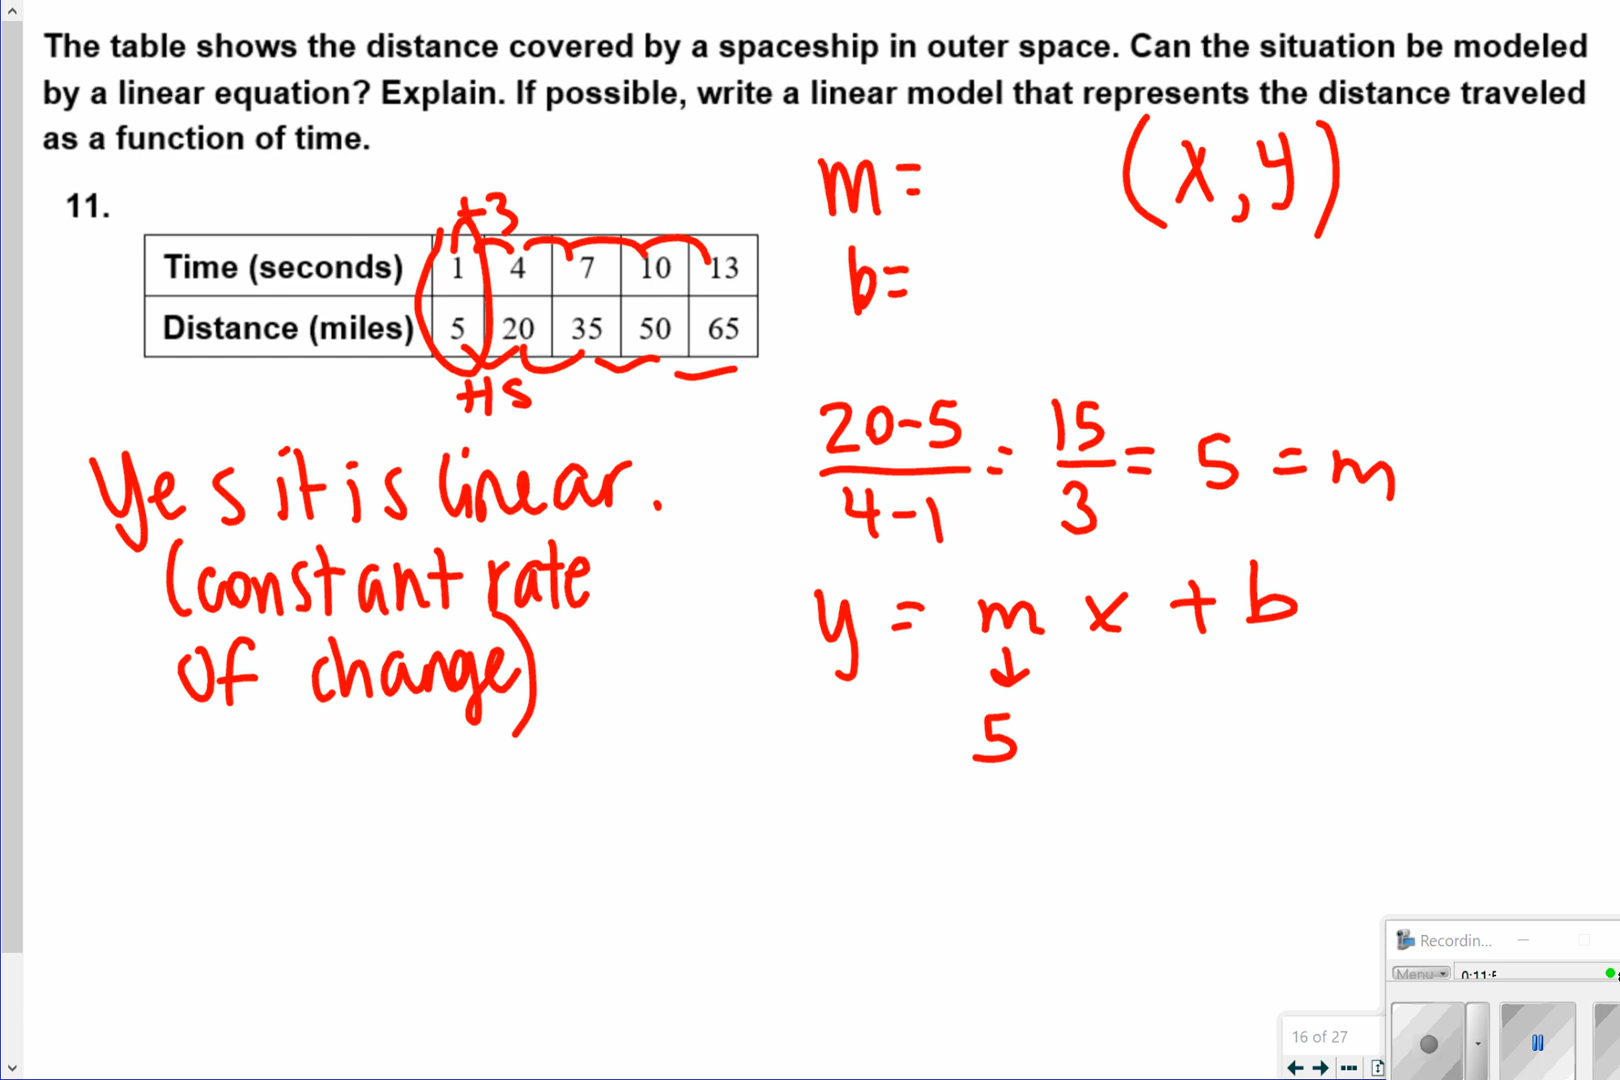 The table shows the distance covered by a spaceship in outer space. Can the situation be modeled
by a linear equation? Explain. If possible, write a linear model that represents the distance traveled
as a function of time.
m =
(x, y)
11.
+3
b =
Time (seconds) 1 4 7 10 13
Distance (miles) 5 20 35 50 65
+15
20-5 / 4-1 = 15 / 3 = 5 = m
Yes it is linear.
(constant rate
of change)
y = m x + b
↓
5
Recordin...
Menu
16 of 27